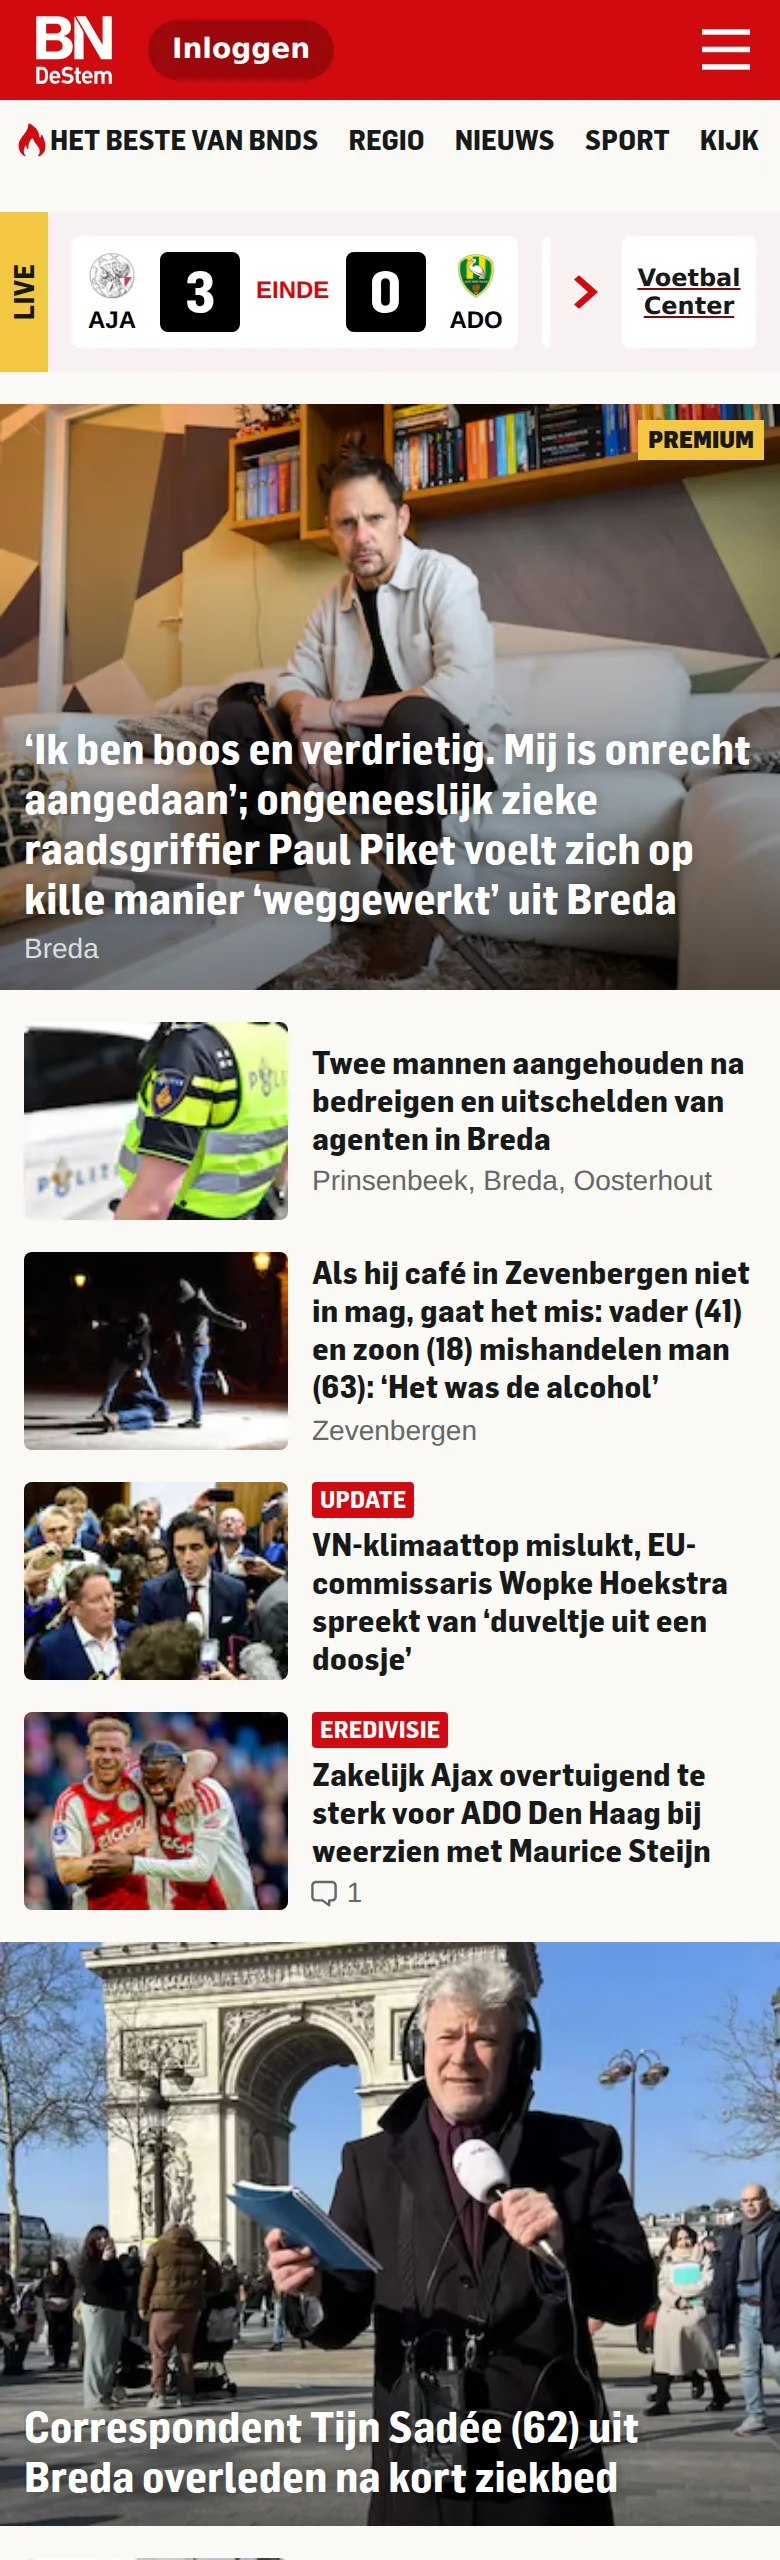 BN
DeStem
Inloggen
HET BESTE VAN BNDS REGIO NIEUWS SPORT KIJK
LIVE
AJA
3
EINDE
0
ADO
Voetbal
Center
PREMIUM
‘Ik ben boos en verdrietig. Mij is onrecht
aangedaan’; ongeneeslijk zieke
raadsgriffier Paul Piket voelt zich op
kille manier ‘weggewerkt’ uit Breda
Breda
Twee mannen aangehouden na
bedreigen en uitschelden van
agenten in Breda
Prinsenbeek, Breda, Oosterhout
Als hij café in Zevenbergen niet
in mag, gaat het mis: vader (41)
en zoon (18) mishandelen man
(63): ‘Het was de alcohol’
Zevenbergen
UPDATE
VN-klimaattop mislukt, EU-
commissaris Wopke Hoekstra
spreekt van ‘duveltje uit een
doosje’
EREDIVISIE
Zakelijk Ajax overtuigend te
sterk voor ADO Den Haag bij
weerzien met Maurice Steijn
1
Correspondent Tijn Sadée (62) uit
Breda overleden na kort ziekbed